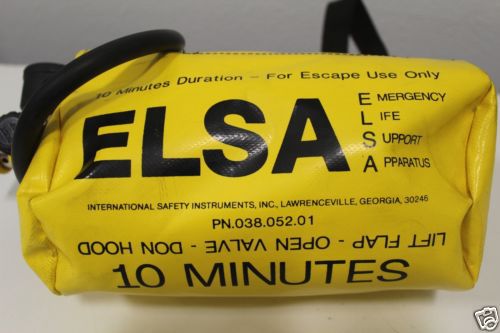 10 Minutes Duration - For Escape Use Only
ELSA
EMERGENCY
LIFE
SUPPORT
APPARATUS
INTERNATIONAL SAFETY INSTRUMENTS, INC., LAWRENCEVILLE, GEORGIA, 30246
PN.038.052.01
LIFT FLAP - OPEN VALVE - DON HOOD
10 MINUTES
ebay